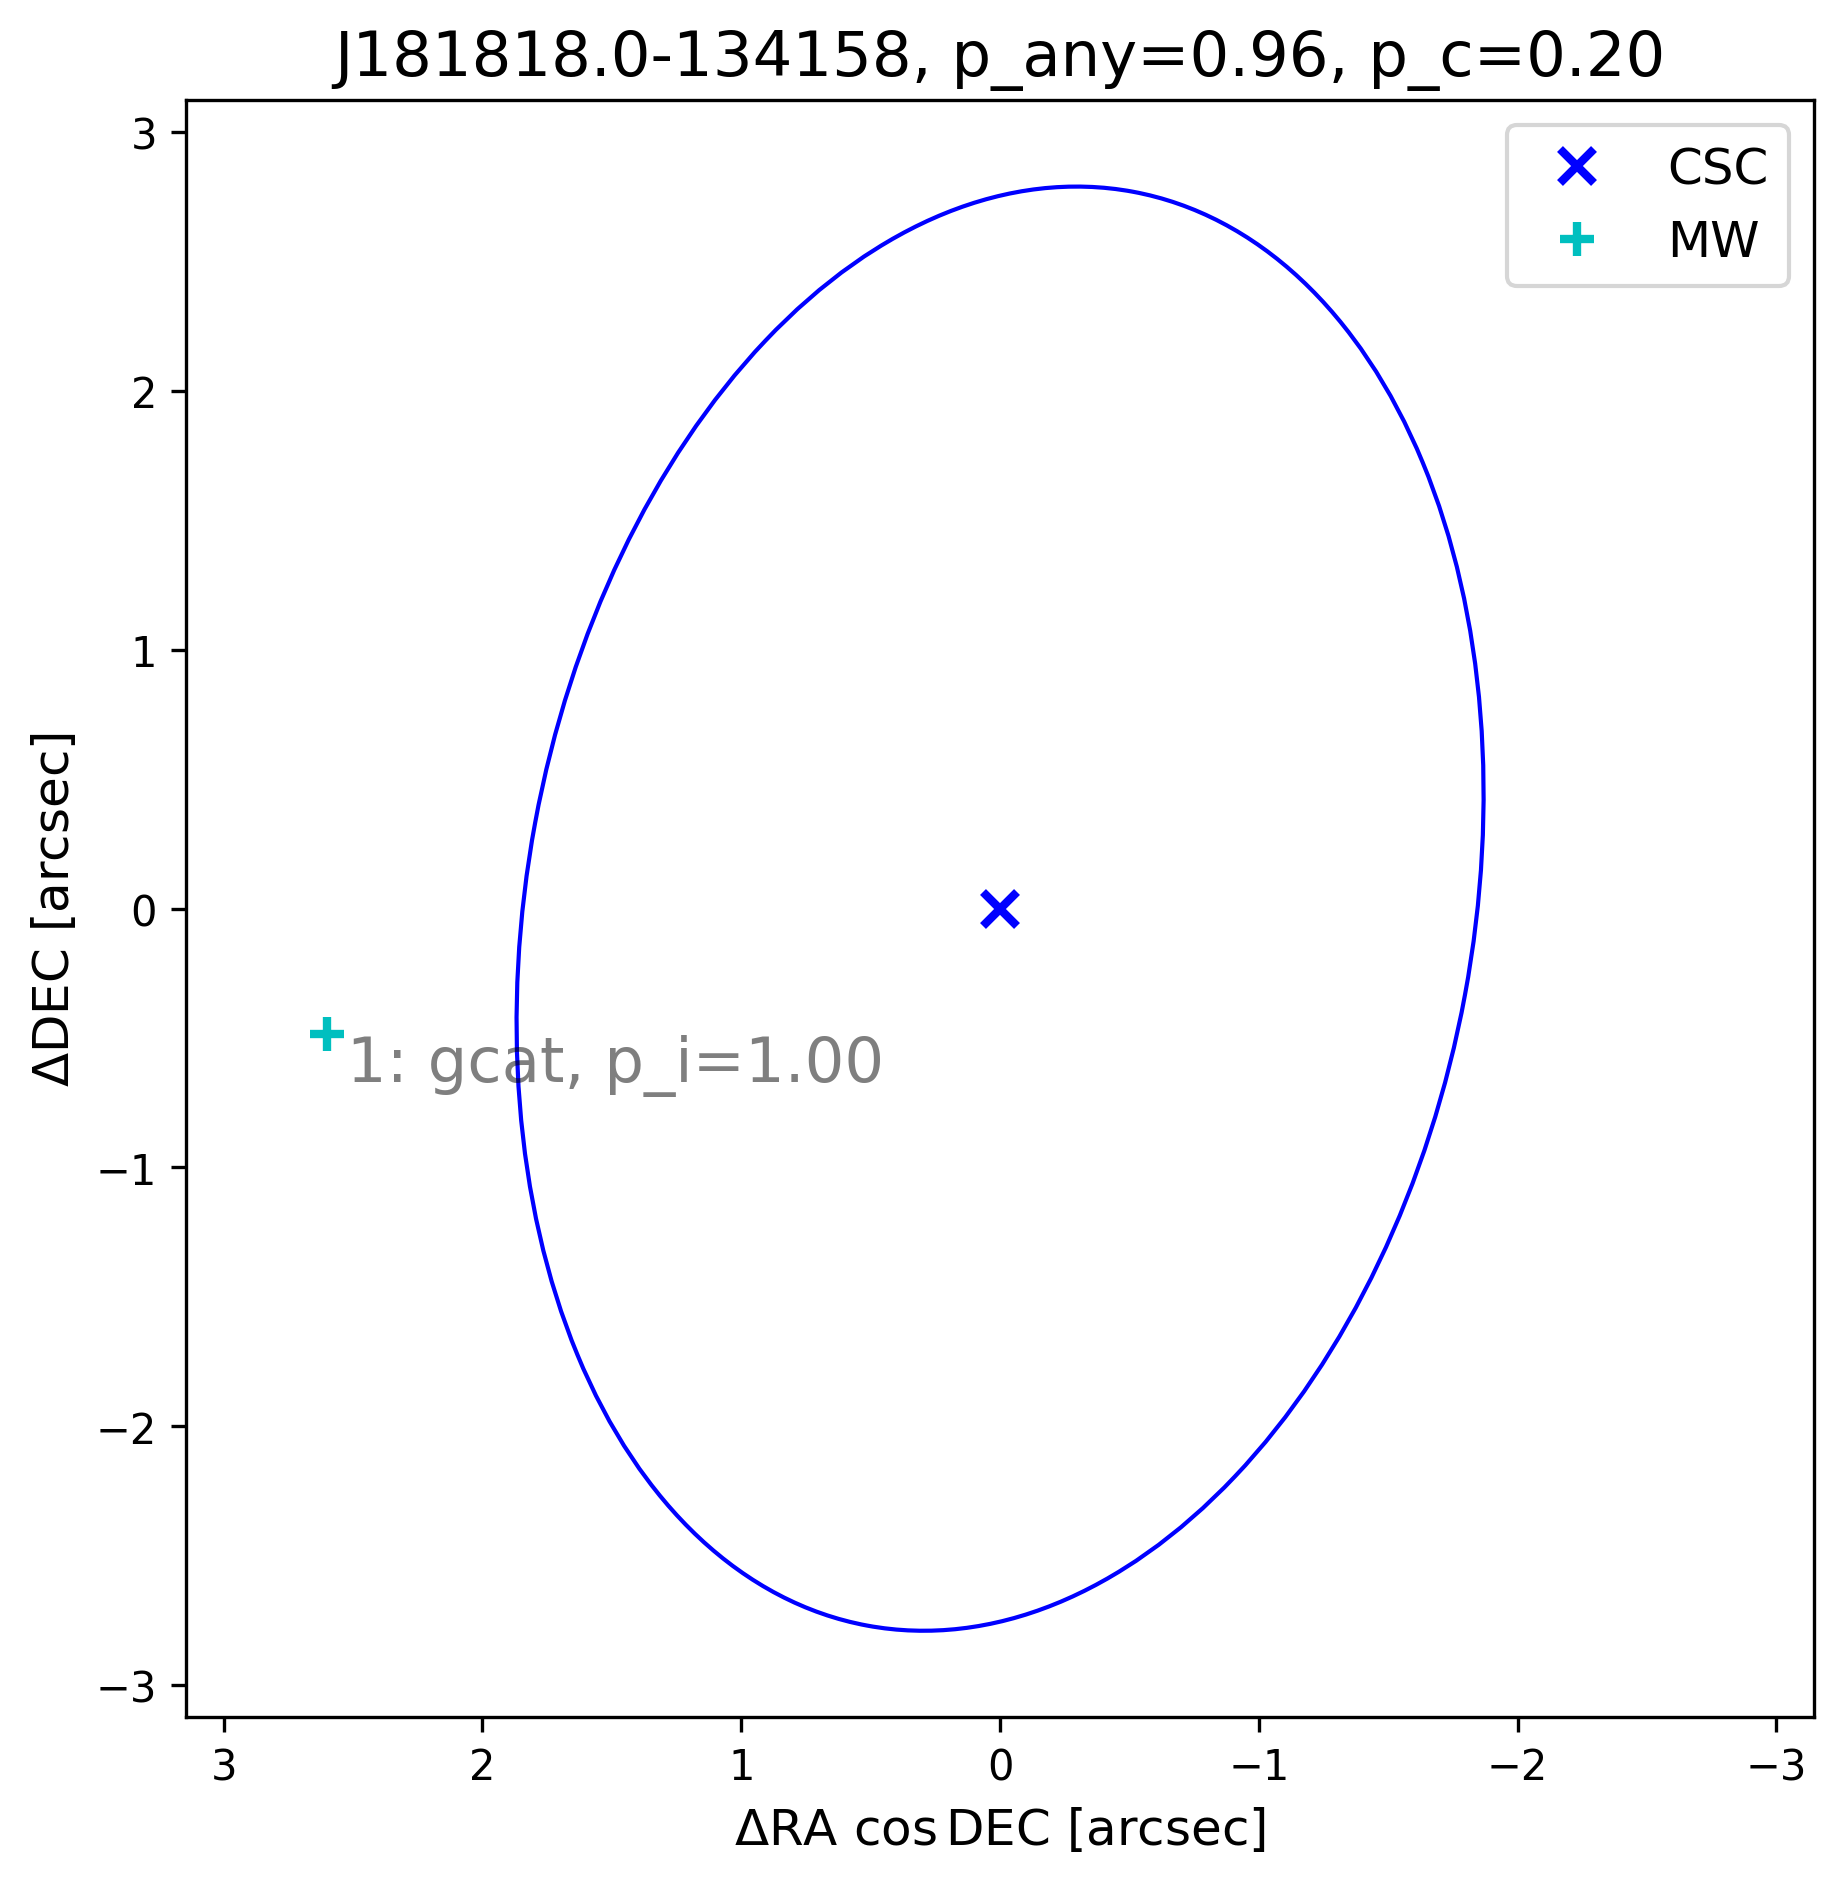 J181818.0-134158, p_any=0.96, p_c=0.20
CSC
MW
3
2
1
0
−1
−2
−3
ΔDEC [arcsec]
1: gcat, p_i=1.00
3 2 1 0 −1 −2 −3
ΔRA cos DEC [arcsec]